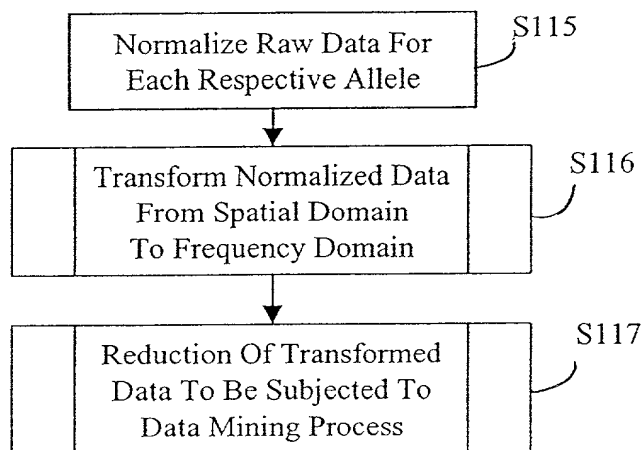 Normalize Raw Data For
Each Respective Allele
S115
Transform Normalized Data
From Spatial Domain
To Frequency Domain
S116
Reduction Of Transformed
Data To Be Subjected To
Data Mining Process
S117